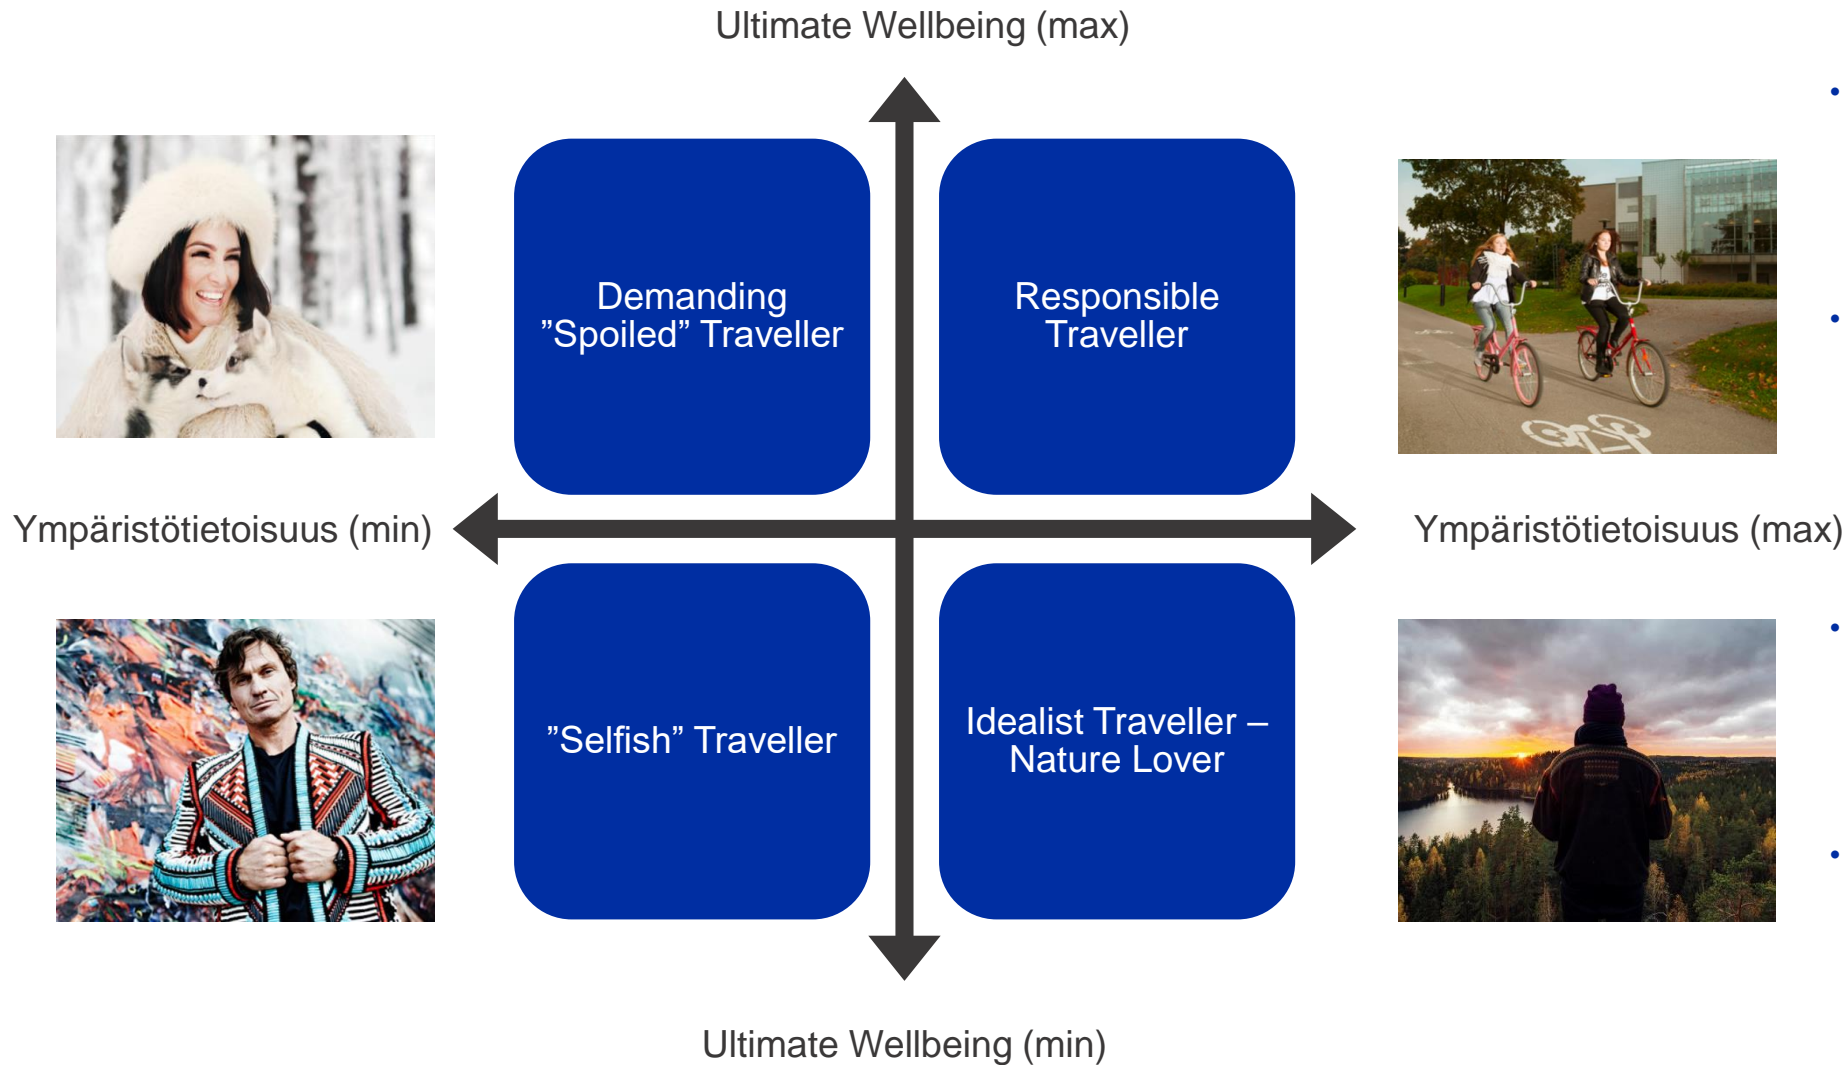 Ultimate Wellbeing (max)
Demanding
”Spoiled” Traveller
Responsible
Traveller
Ympäristötietoisuus (min)
Ympäristötietoisuus (max)
”Selfish” Traveller
Idealist Traveller –
Nature Lover
Ultimate Wellbeing (min)